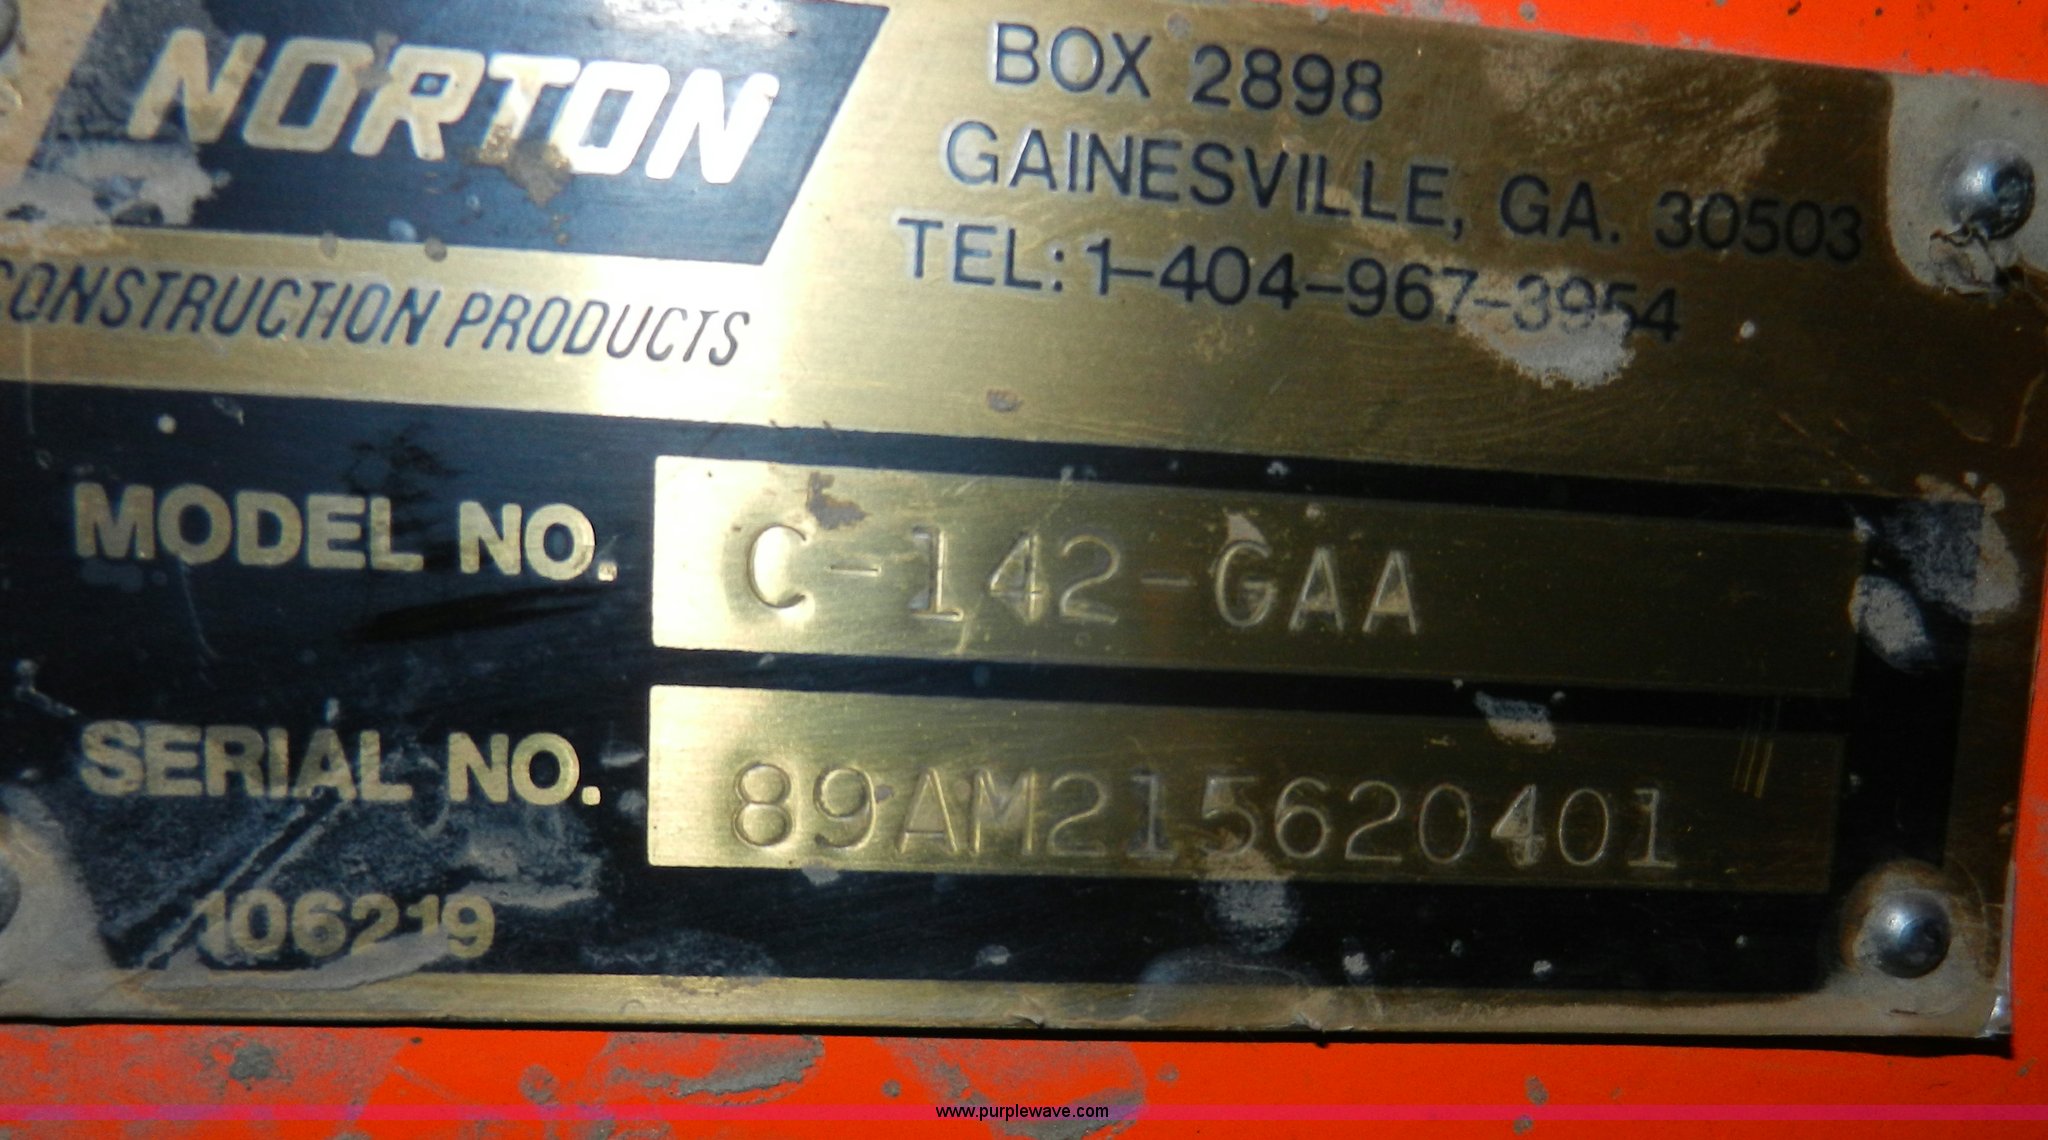 NORTON
CONSTRUCTION PRODUCTS
BOX 2898
GAINESVILLE, GA. 30503
TEL: 1-404-967-3954
MODEL NO. C-142-GAA
SERIAL NO. 89AM215620401
106219
www.purplewave.com